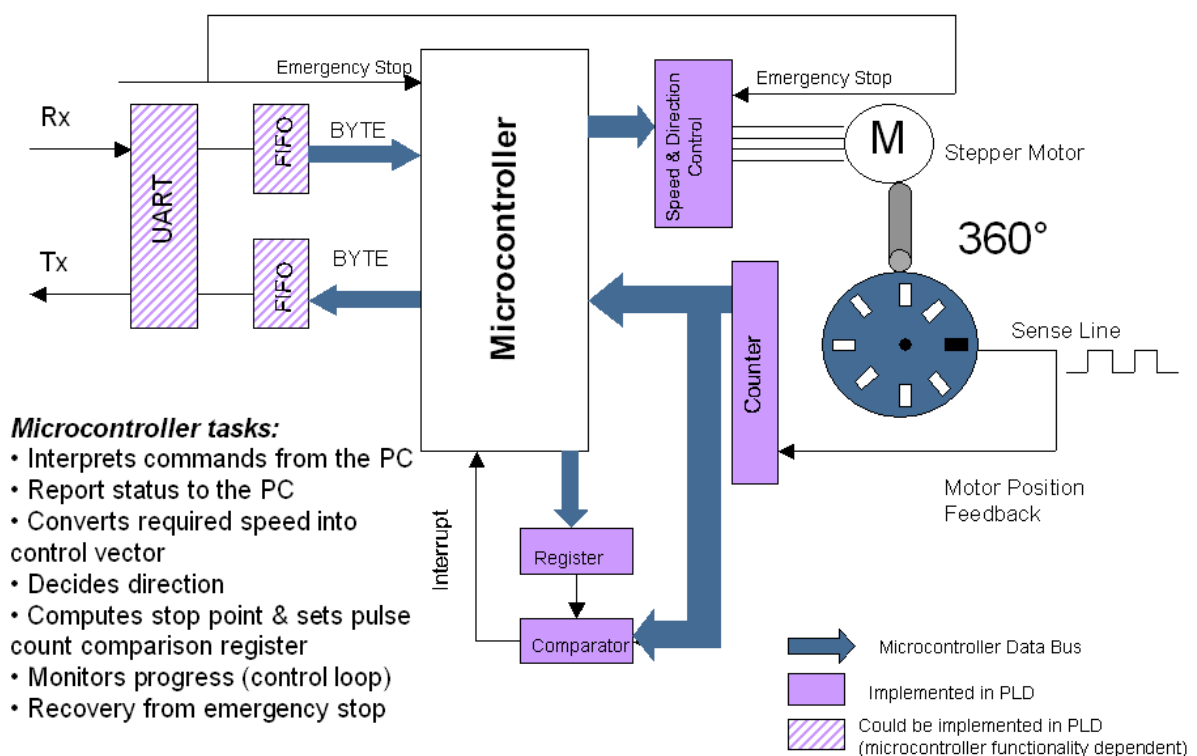 Emergency Stop
Emergency Stop
Rx
BYTE
FIFO
UART
Microcontroller
Speed & Direction
Control
M
Stepper Motor
360°
Tx
BYTE
FIFO
Counter
Sense Line
Motor Position
Feedback
Interrupt
Register
Comparator
Microcontroller tasks:
• Interprets commands from the PC
• Report status to the PC
• Converts required speed into
control vector
• Decides direction
• Computes stop point & sets pulse
count comparison register
• Monitors progress (control loop)
• Recovery from emergency stop
Microcontroller Data Bus
Implemented in PLD
Could be implemented in PLD
(microcontroller functionality dependent)